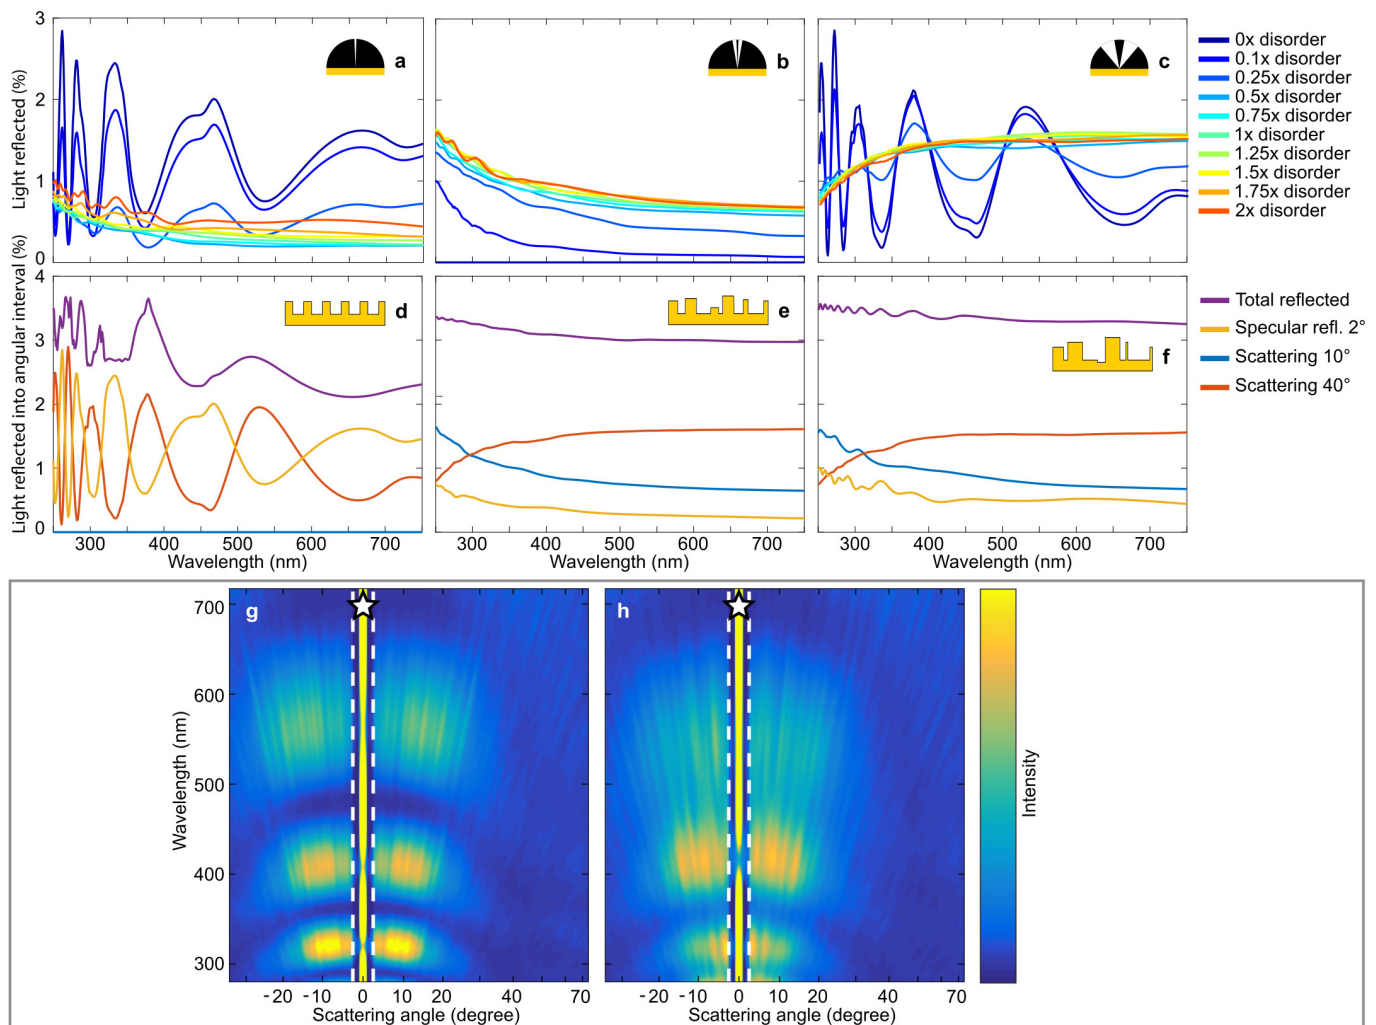 3
2
1
0
Light reflected (%)
a
b
c
0x disorder
0.1x disorder
0.25x disorder
0.5x disorder
0.75x disorder
1x disorder
1.25x disorder
1.5x disorder
1.75x disorder
2x disorder
4
3
2
1
0
Light reflected into angular interval (%)
d
e
f
Total reflected
Specular refl. 2°
Scattering 10°
Scattering 40°
300 400 500 600 700
Wavelength (nm)
300 400 500 600 700
Wavelength (nm)
300 400 500 600 700
Wavelength (nm)
g
h
700
600
500
400
300
Wavelength (nm)
-20 -10 0 10 20 40 70
Scattering angle (degree)
-20 -10 0 20 40 70
Scattering angle (degree)
Intensity